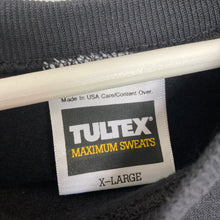 Made In USA Care/Content Over.
TULTEX
MAXIMUM SWEATS
X-LARGE